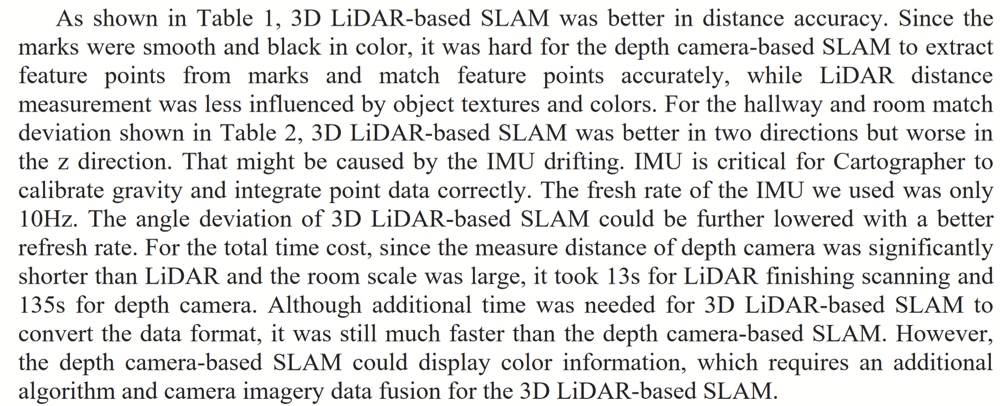 As shown in Table 1, 3D LiDAR-based SLAM was better in distance accuracy. Since the
marks were smooth and black in color, it was hard for the depth camera-based SLAM to extract
feature points from marks and match feature points accurately, while LiDAR distance
measurement was less influenced by object textures and colors. For the hallway and room match
deviation shown in Table 2, 3D LiDAR-based SLAM was better in two directions but worse in
the z direction. That might be caused by the IMU drifting. IMU is critical for Cartographer to
calibrate gravity and integrate point data correctly. The fresh rate of the IMU we used was only
10Hz. The angle deviation of 3D LiDAR-based SLAM could be further lowered with a better
refresh rate. For the total time cost, since the measure distance of depth camera was significantly
shorter than LiDAR and the room scale was large, it took 13s for LiDAR finishing scanning and
135s for depth camera. Although additional time was needed for 3D LiDAR-based SLAM to
convert the data format, it was still much faster than the depth camera-based SLAM. However,
the depth camera-based SLAM could display color information, which requires an additional
algorithm and camera imagery data fusion for the 3D LiDAR-based SLAM.